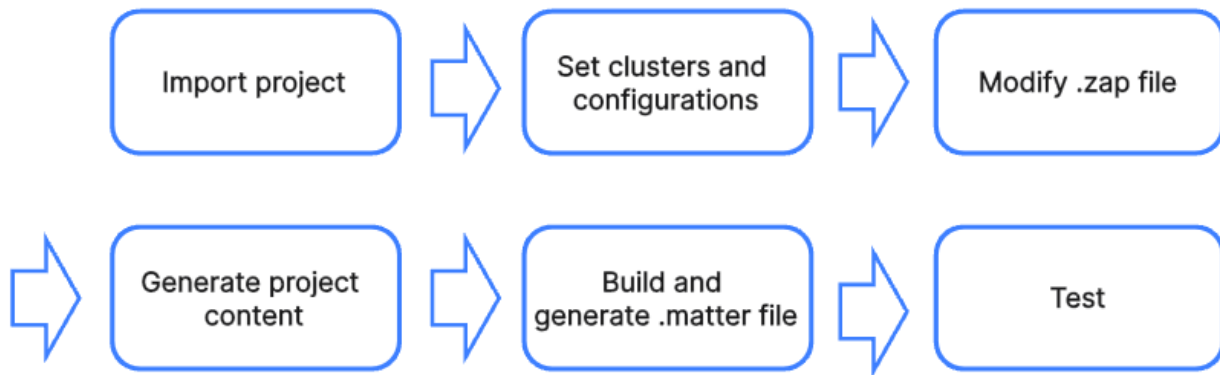 Import project
Set clusters and
configurations
Modify .zap file
Generate project
content
Build and
generate .matter file
Test